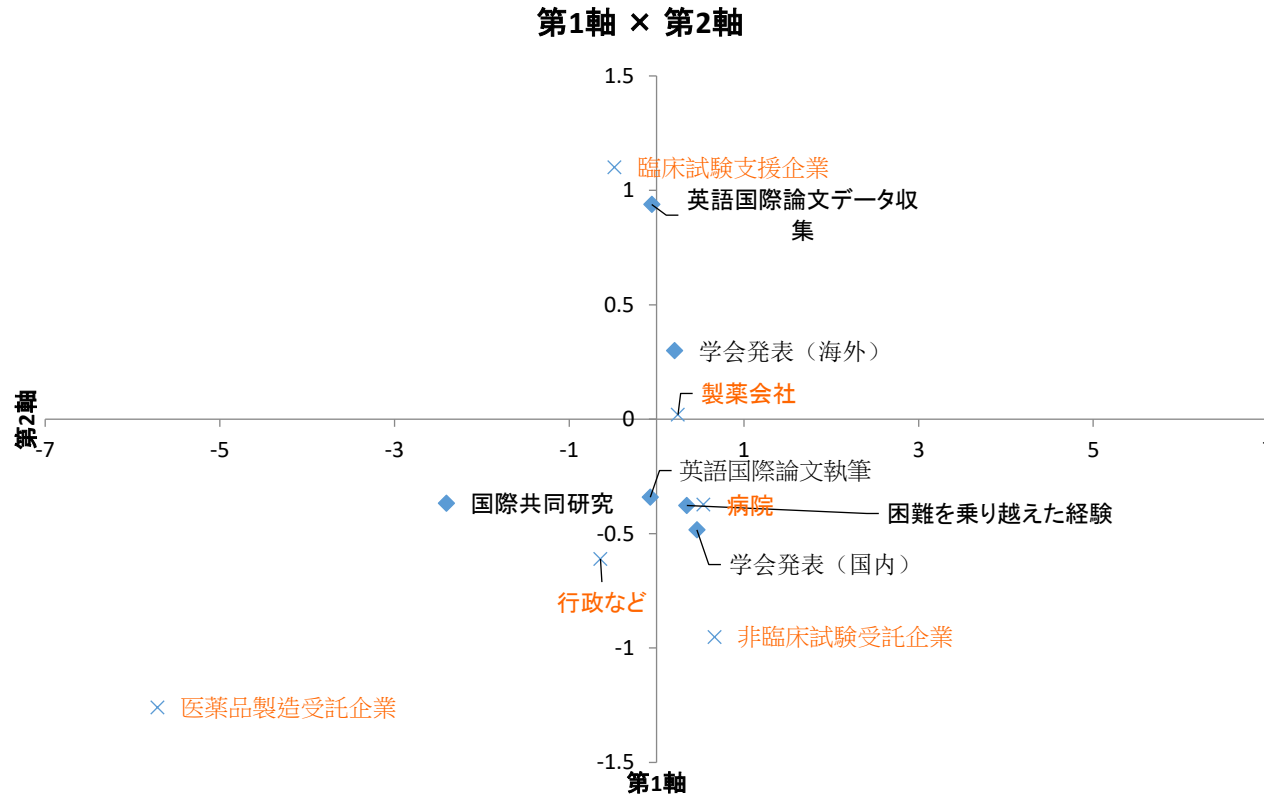 第1軸 × 第2軸
1.5
臨床試験支援企業
1
英語国際論文データ収
集
0.5
学会発表（海外）
製薬会社
第2軸
0
-7
-5
-3
-1
1
3
5
英語国際論文執筆
国際共同研究
病院
困難を乗り越えた経験
-0.5
学会発表（国内）
行政など
非臨床試験受託企業
-1
医薬品製造受託企業
-1.5
第1軸